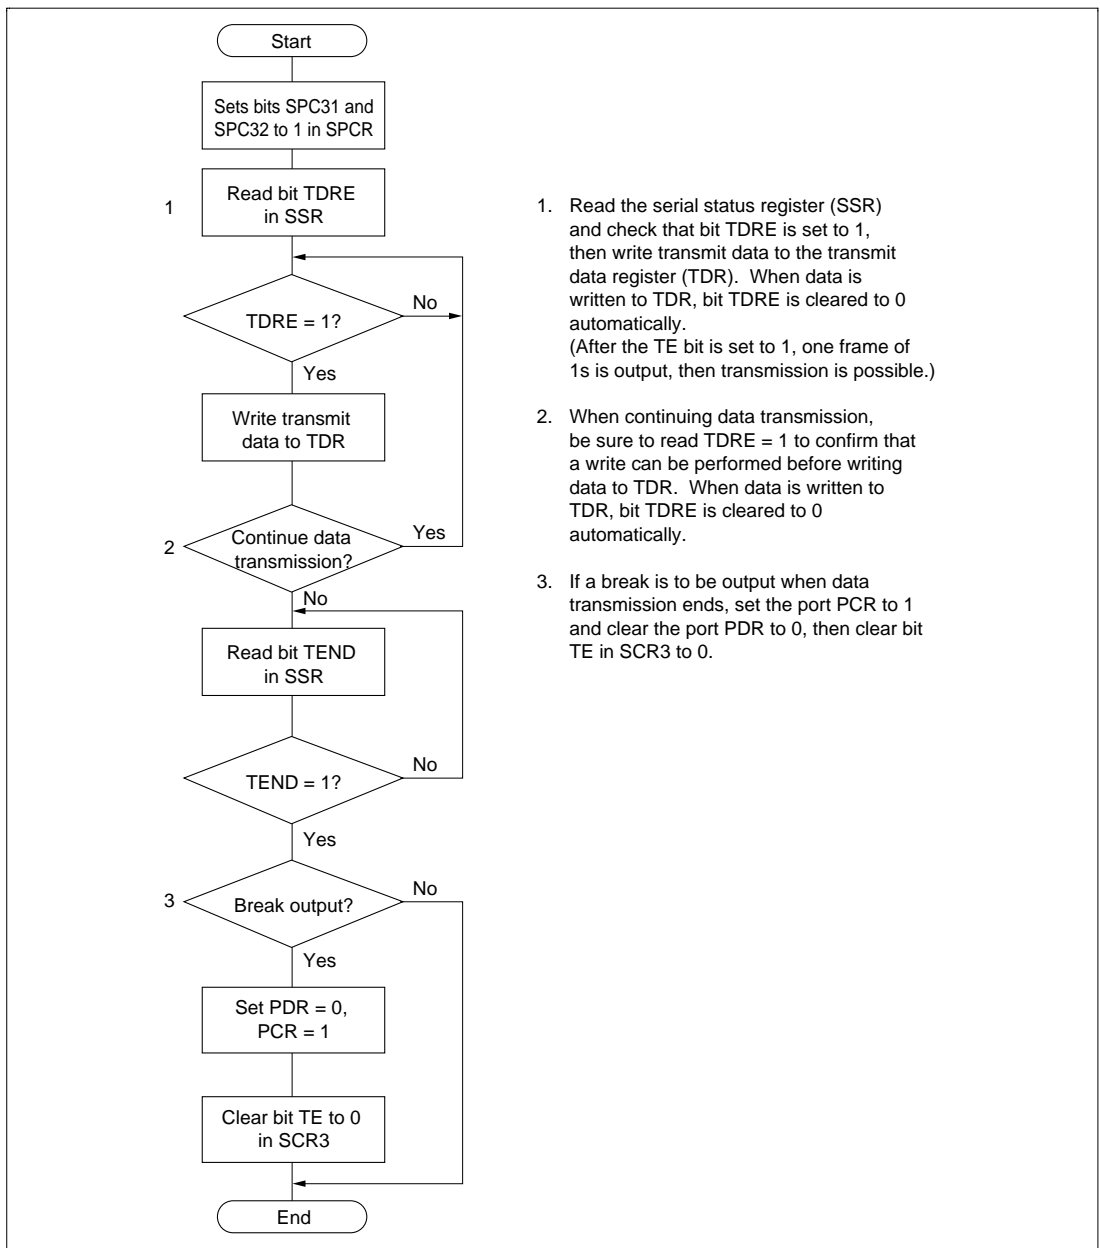 Start
Sets bits SPC31 and
SPC32 to 1 in SPCR
1
Read bit TDRE
in SSR
TDRE = 1?
No
Yes
Write transmit
data to TDR
2
Continue data
transmission?
Yes
No
Read bit TEND
in SSR
TEND = 1?
No
Yes
3
Break output?
No
Yes
Set PDR = 0,
PCR = 1
Clear bit TE to 0
in SCR3
End
1. Read the serial status register (SSR)
and check that bit TDRE is set to 1,
then write transmit data to the transmit
data register (TDR). When data is
written to TDR, bit TDRE is cleared to 0
automatically.
(After the TE bit is set to 1, one frame of
1s is output, then transmission is possible.)
2. When continuing data transmission,
be sure to read TDRE = 1 to confirm that
a write can be performed before writing
data to TDR. When data is written to
TDR, bit TDRE is cleared to 0
automatically.
3. If a break is to be output when data
transmission ends, set the port PCR to 1
and clear the port PDR to 0, then clear bit
TE in SCR3 to 0.